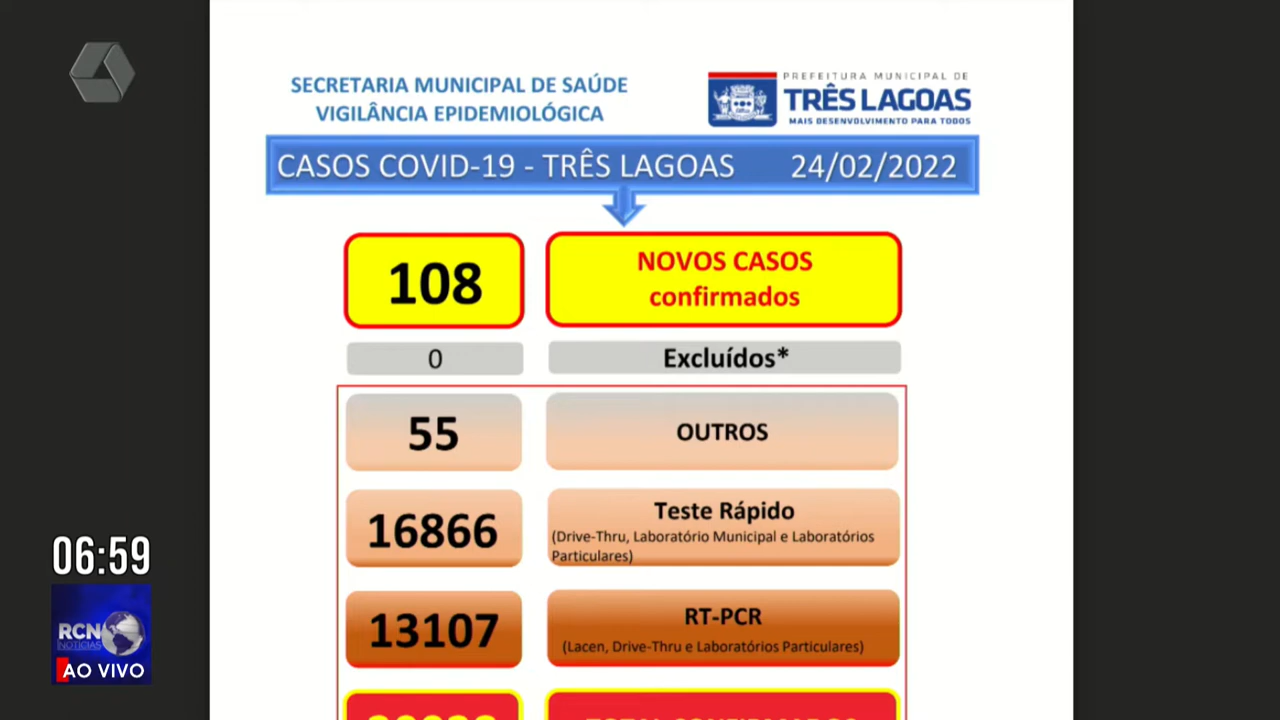 SECRETARIA MUNICIPAL DE SAÚDE
VIGILÂNCIA EPIDEMIOLÓGICA
PREFEITURA MUNICIPAL DE
TRÊS LAGOAS
MAIS DESENVOLVIMENTO PARA TODOS
CASOS COVID-19 - TRÊS LAGOAS 24/02/2022
108 NOVOS CASOS
confirmados
0 Excluídos*
55 OUTROS
16866 Teste Rápido
(Drive-Thru, Laboratório Municipal e Laboratórios
Particulares)
13107 RT-PCR
(Lacen, Drive-Thru e Laboratórios Particulares)
TOTAL CONFIRMADOS
06:59
RCN
NOTÍCIAS
AO VIVO